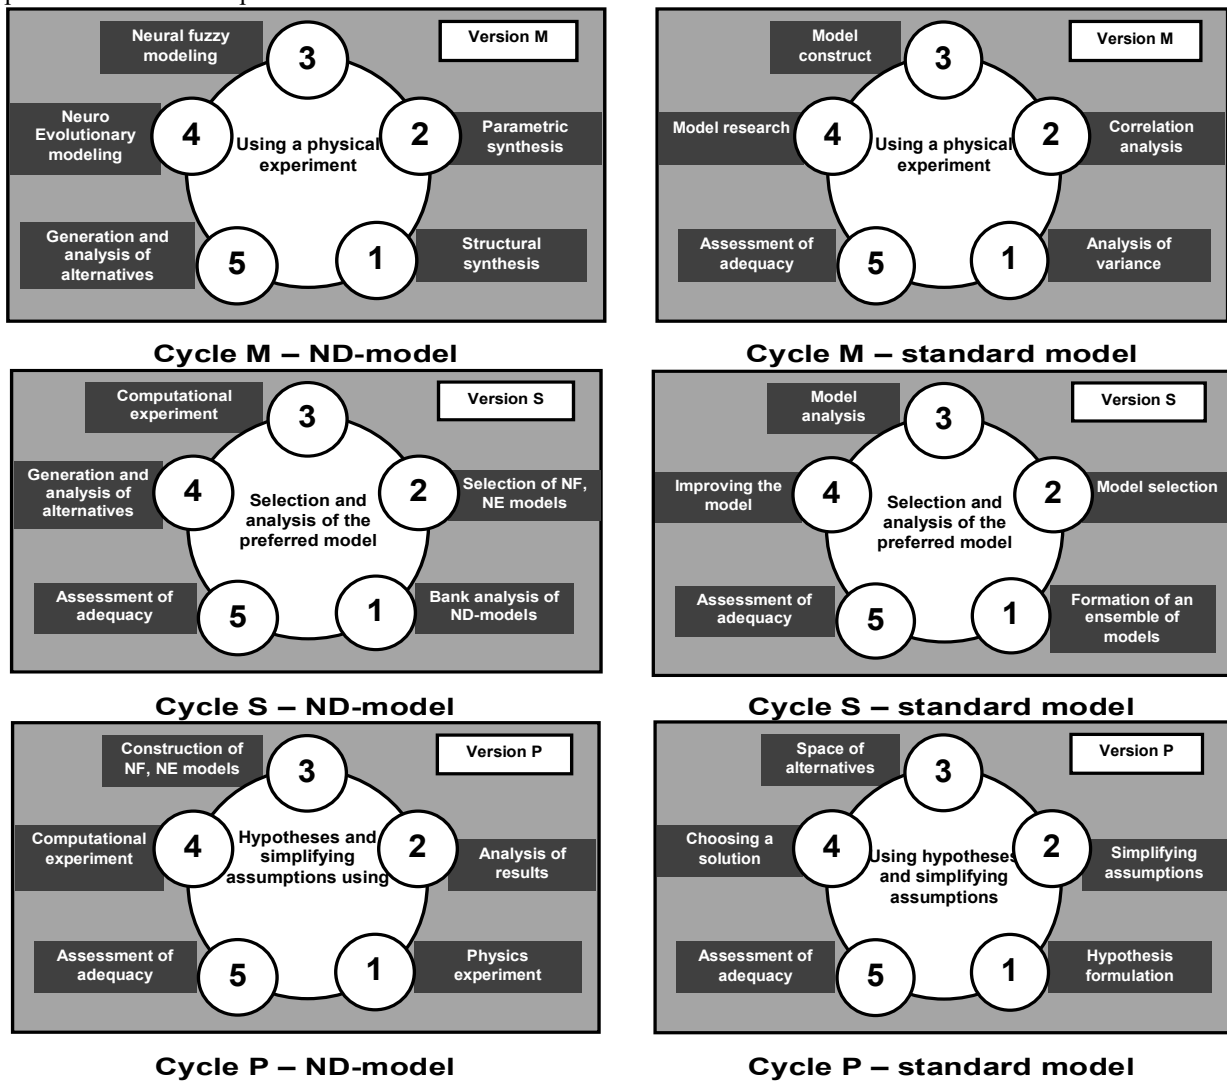 Neural fuzzy
modeling
3
Version M
Neuro
Evolutionary
modeling
4
Using a physical
experiment
2
Parametric
synthesis
Generation and
analysis of
alternatives
5
1
Structural
synthesis
Cycle M – ND-model
Model
construct
3
Version M
Model research
4
Using a physical
experiment
2
Correlation
analysis
Assessment of
adequacy
5
1
Analysis of
variance
Cycle M – standard model
Computational
experiment
3
Version S
Generation and
analysis of
alternatives
4
Selection and
analysis of the
preferred model
2
Selection of NF,
NE models
Assessment of
adequacy
5
1
Bank analysis of
ND-models
Cycle S – ND-model
Model
analysis
3
Version S
Improving the
model
4
Selection and
analysis of the
preferred model
2
Model selection
Assessment of
adequacy
5
1
Formation of an
ensemble of
models
Cycle S – standard model
Construction of
NF, NE models
3
Version P
Computational
experiment
4
Hypotheses and
simplifying
assumptions using
2
Analysis of
results
Assessment of
adequacy
5
1
Physics
experiment
Cycle P – ND-model
Space of
alternatives
3
Version P
Choosing a
solution
4
Using hypotheses
and simplifying
assumptions
2
Simplifying
assumptions
Assessment of
adequacy
5
1
Hypothesis
formulation
Cycle P – standard model